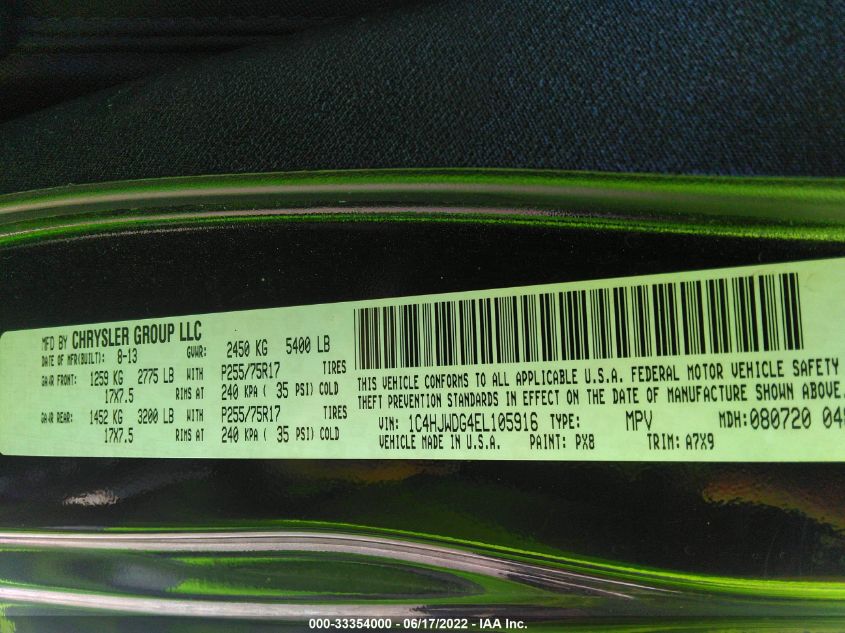 MFD BY CHRYSLER GROUP LLC
DATE OF MFR(BUILT): 8-13 GVWR: 2450 KG 5400 LB
GAWR FRONT: 1259 KG 2775 LB WITH P255/75R17 TIRES
17X7.5 RIMS AT 240 KPA ( 35 PSI) COLD
GAWR REAR: 1452 KG 3200 LB WITH P255/75R17 TIRES
17X7.5 RIMS AT 240 KPA ( 35 PSI) COLD
THIS VEHICLE CONFORMS TO ALL APPLICABLE U.S.A. FEDERAL MOTOR VEHICLE SAFETY
THEFT PREVENTION STANDARDS IN EFFECT ON THE DATE OF MANUFACTURE SHOWN ABOVE.
VIN: 1C4HJWDG4EL105916 TYPE: MPV MDH:080720 04
VEHICLE MADE IN U.S.A. PAINT: PX8 TRIM: A7X9
000-33354000 - 06/17/2022 - IAA Inc.